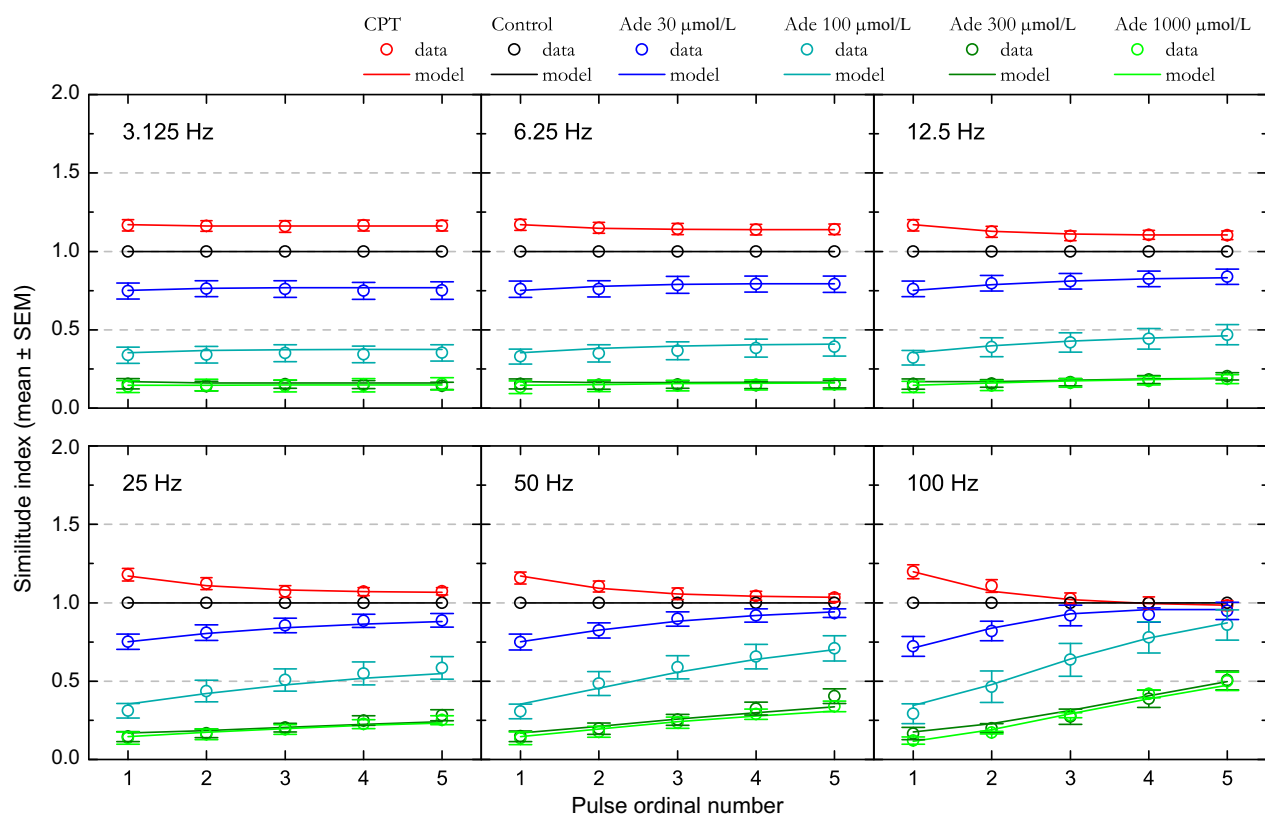 CPT Control Ade 30 μmol/L Ade 100 μmol/L Ade 300 μmol/L Ade 1000 μmol/L
data data data data data data
model model model model model model
2.0
3.125 Hz 6.25 Hz 12.5 Hz
1.5
1.0
0.5
0.0
Similitude index (mean ± SEM)
2.0
25 Hz 50 Hz 100 Hz
1.5
1.0
0.5
0.0
1 2 3 4 5 1 2 3 4 5 1 2 3 4 5
Pulse ordinal number